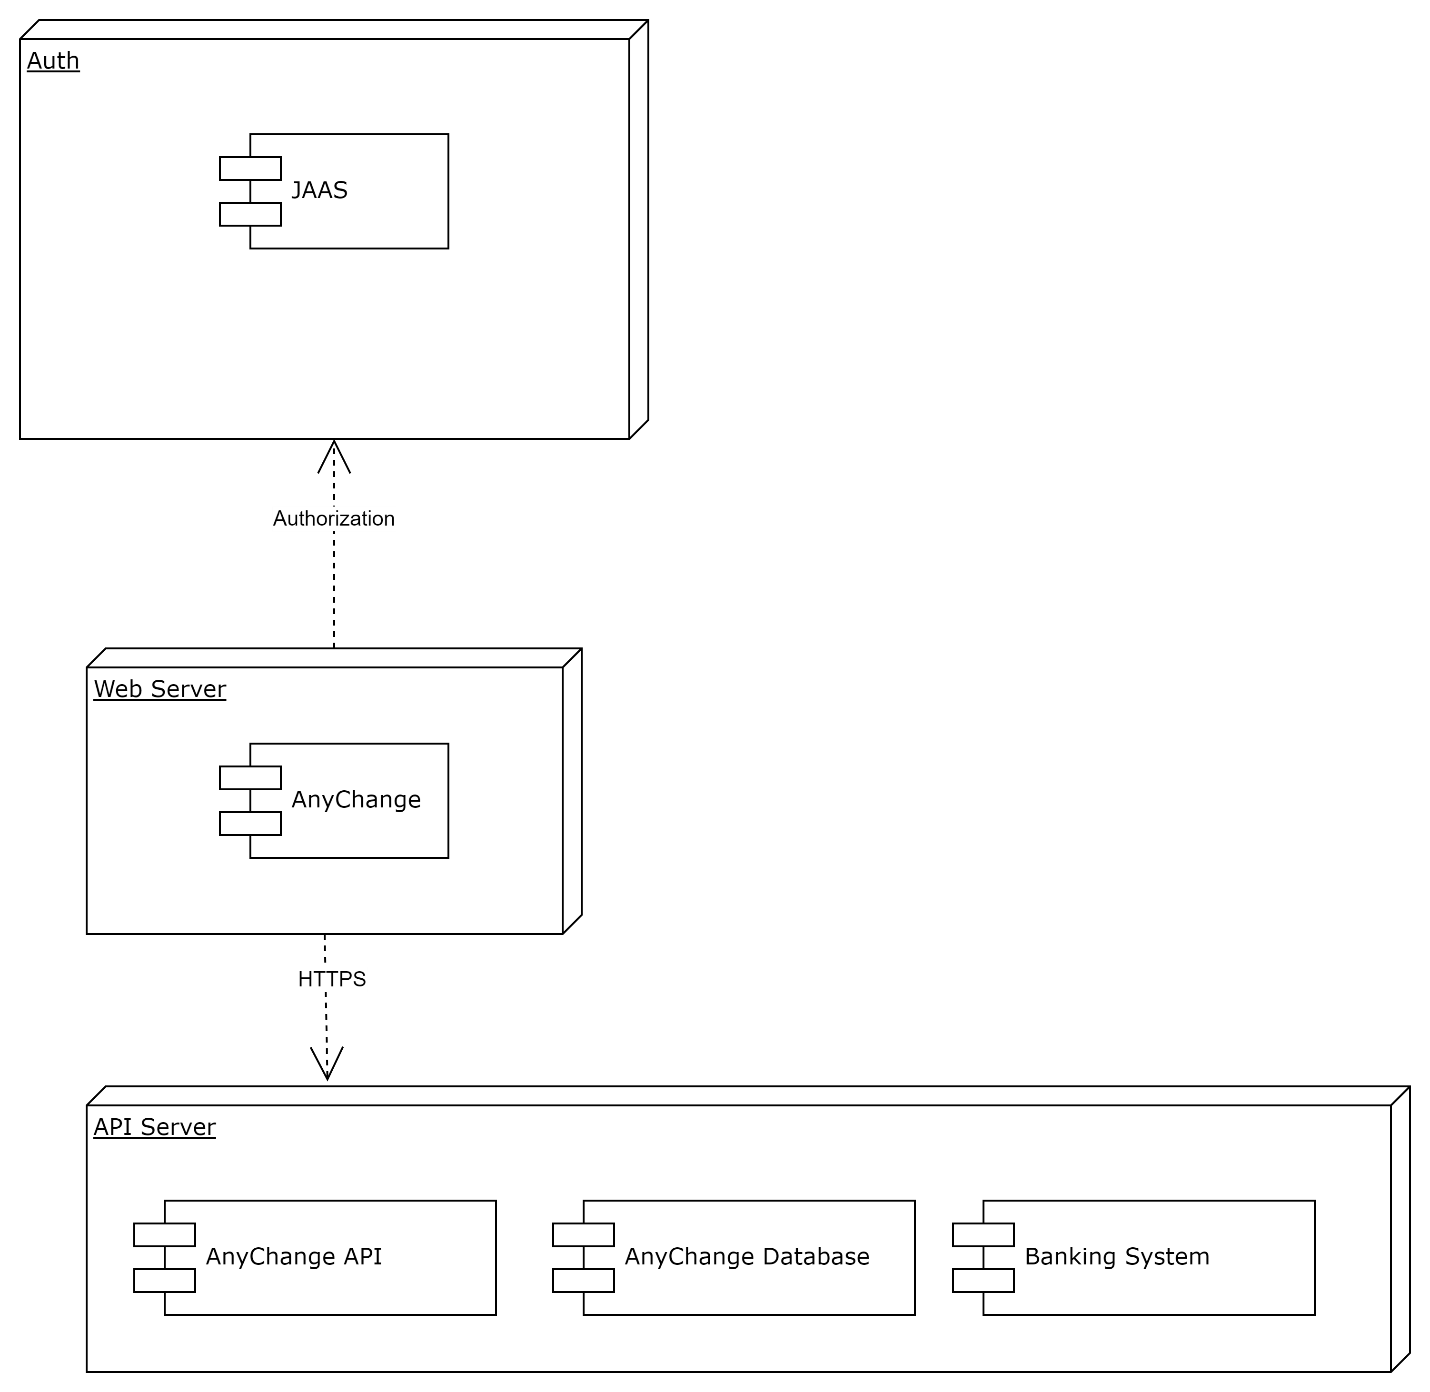 Auth
JAAS
Authorization
Web Server
AnyChange
HTTPS
API Server
AnyChange API
AnyChange Database
Banking System